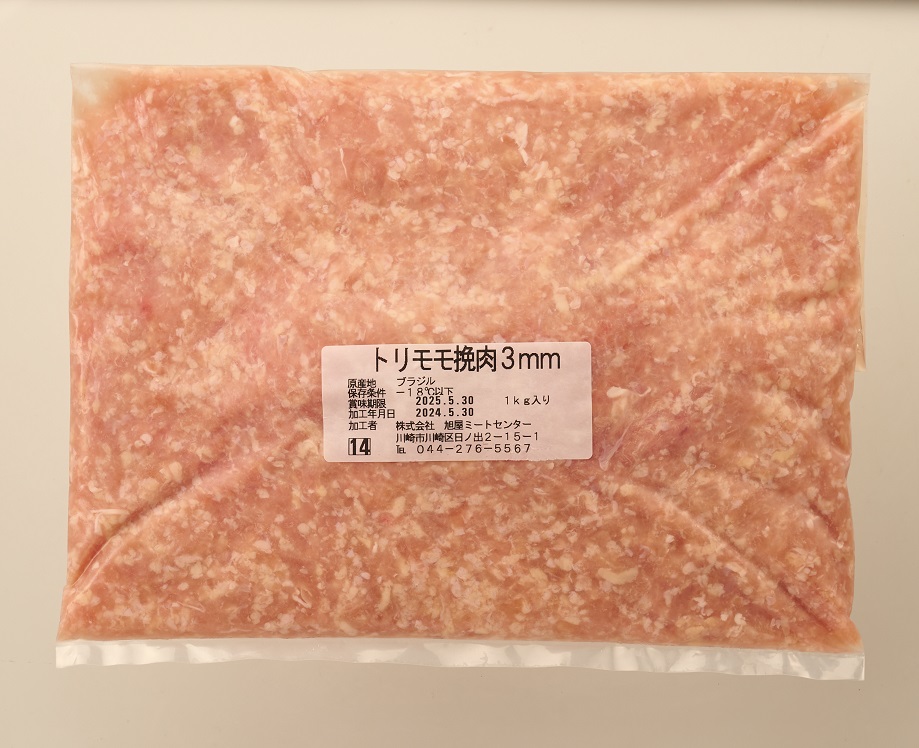 トリモモ挽肉3mm
原産地 ブラジル
保存条件 −18℃以下
賞味期限 2025.5.30 1kg入り
加工年月日 2024.5.30
加工者 株式会社 旭屋ミートセンター
川崎市川崎区日ノ出2−15−1
14 ℡ 044−276−5567